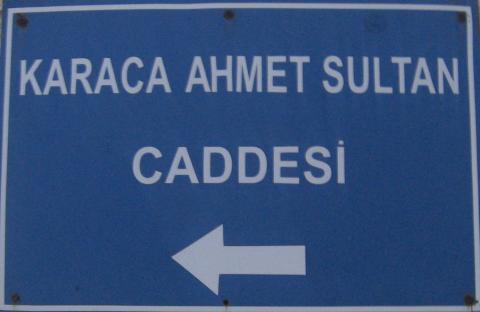 KARACA AHMET SULTAN
CADDESİ